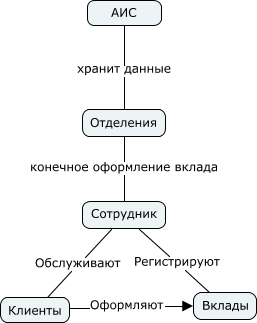 АИС
хранит данные
Отделения
конечное оформление вклада
Сотрудник
Обслуживают
Регистрируют
Клиенты
Оформляют
Вклады